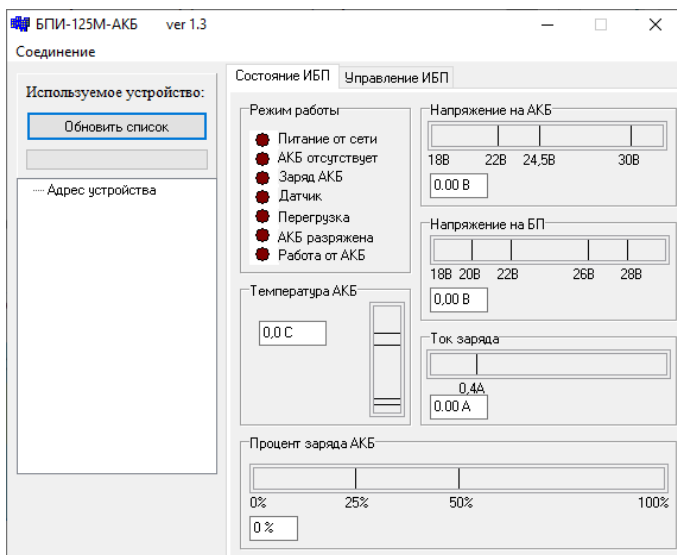 БПИ-125М-АКБ ver 1.3
Соединение
Используемое устройство:
Обновить список
Адрес устройства
Состояние ИБП Управление ИБП
Режим работы
Питание от сети
АКБ отсутствует
Заряд АКБ
Датчик
Перегрузка
АКБ разряжена
Работа от АКБ
Напряжение на АКБ
18В 22В 24,5В 30В
0.00 В
Напряжение на БП
18В 20В 22В 26В 28В
0,00 В
Температура АКБ
0,0 С
Ток заряда
0,4А
0.00 А
Процент заряда АКБ
0% 25% 50% 100%
0 %